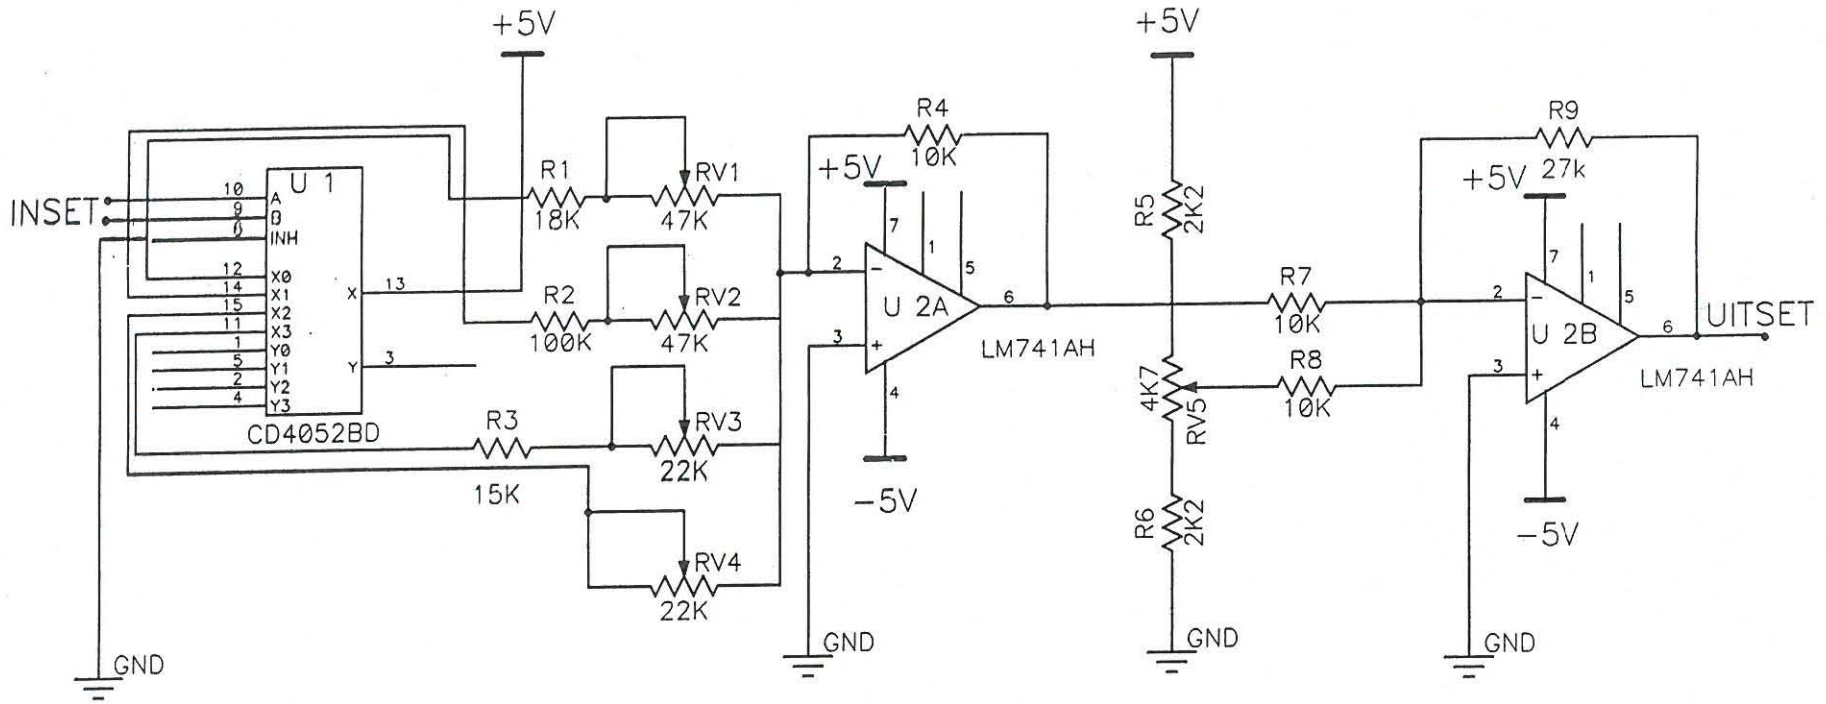 +5V
+5V
R4
10K
R9
27k
+5V
+5V
U 1
R1
18K
RV1
47K
INSET
10
9
A
B
INH
7
1
5
7
1
5
R5
2K2
12
14
15
11
1
5
2
4
X0
X1
X2
X3
Y0
Y1
Y2
Y3
X
13
Y
3
R2
100K
RV2
47K
2
−
U 2A
6
3
+
4
LM741AH
R7
10K
2
−
U 2B
6
UITSET
3
+
4
LM741AH
4K7
RV5
R8
10K
CD4052BD
R3
15K
RV3
22K
−5V
R6
2K2
−5V
RV4
22K
GND
GND
GND
GND